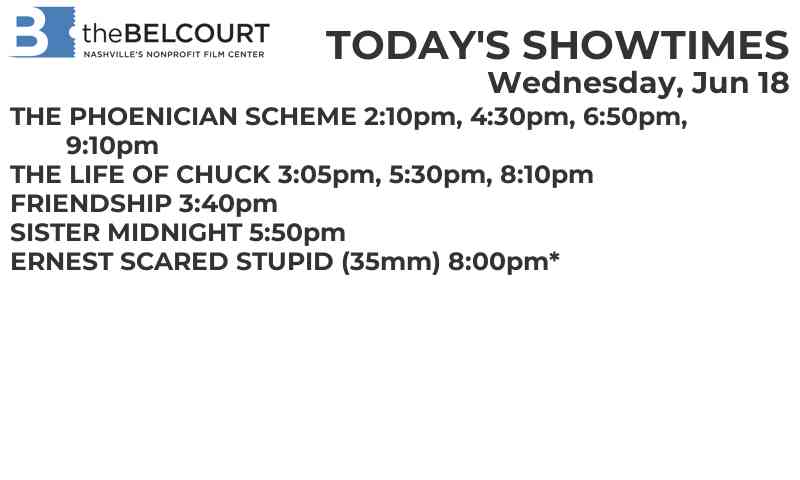 B theBELCOURT
NASHVILLE'S NONPROFIT FILM CENTER
TODAY'S SHOWTIMES
Wednesday, Jun 18
THE PHOENICIAN SCHEME 2:10pm, 4:30pm, 6:50pm,
9:10pm
THE LIFE OF CHUCK 3:05pm, 5:30pm, 8:10pm
FRIENDSHIP 3:40pm
SISTER MIDNIGHT 5:50pm
ERNEST SCARED STUPID (35mm) 8:00pm*